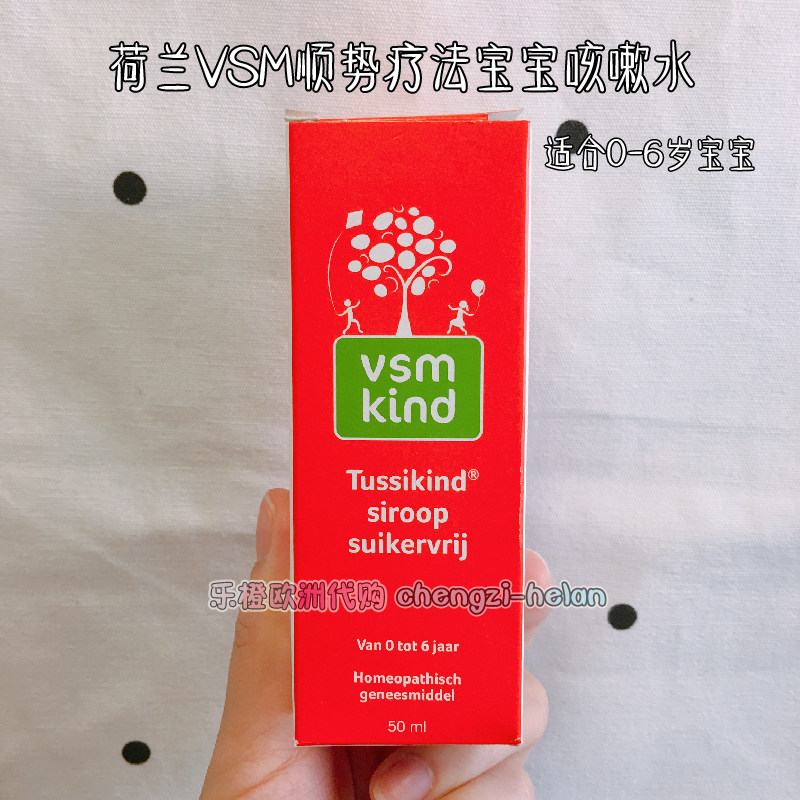 荷兰VSM顺势疗法宝宝咳嗽水
适合0-6岁宝宝
vsm
kind
Tussikind®
siroop
suikervrij
乐橙欧洲代购 chengzi-helan
Van 0 tot 6 jaar
Homeopathisch
geneesmiddel
50 ml